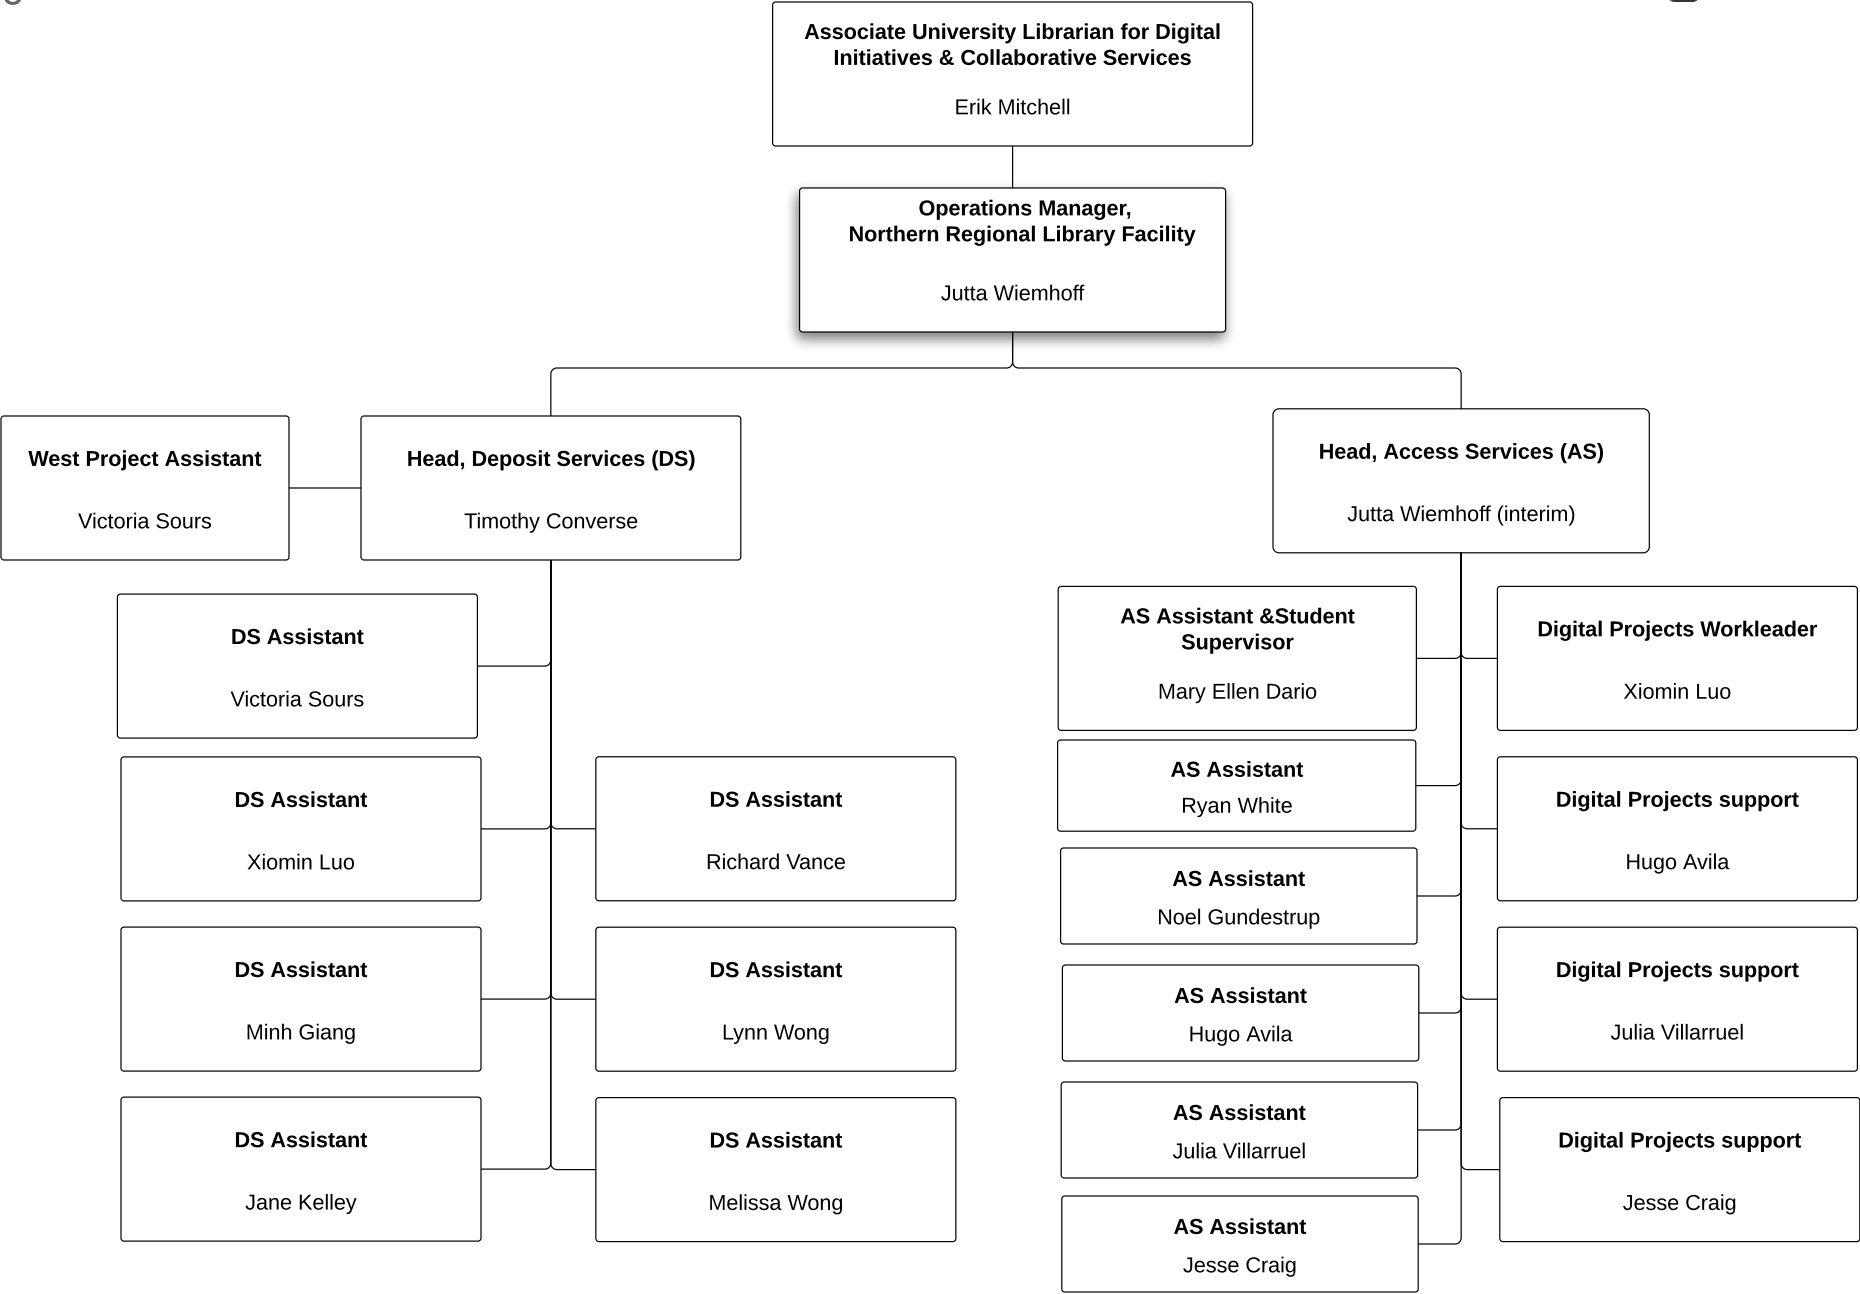 Associate University Librarian for Digital
Initiatives & Collaborative Services
Erik Mitchell
Operations Manager,
Northern Regional Library Facility
Jutta Wiemhoff
West Project Assistant
Victoria Sours
Head, Deposit Services (DS)
Timothy Converse
Head, Access Services (AS)
Jutta Wiemhoff (interim)
DS Assistant
Victoria Sours
DS Assistant
Xiomin Luo
DS Assistant
Richard Vance
DS Assistant
Minh Giang
DS Assistant
Lynn Wong
DS Assistant
Jane Kelley
DS Assistant
Melissa Wong
AS Assistant &Student
Supervisor
Mary Ellen Dario
AS Assistant
Ryan White
AS Assistant
Noel Gundestrup
AS Assistant
Hugo Avila
AS Assistant
Julia Villarruel
AS Assistant
Jesse Craig
Digital Projects Workleader
Xiomin Luo
Digital Projects support
Hugo Avila
Digital Projects support
Julia Villarruel
Digital Projects support
Jesse Craig